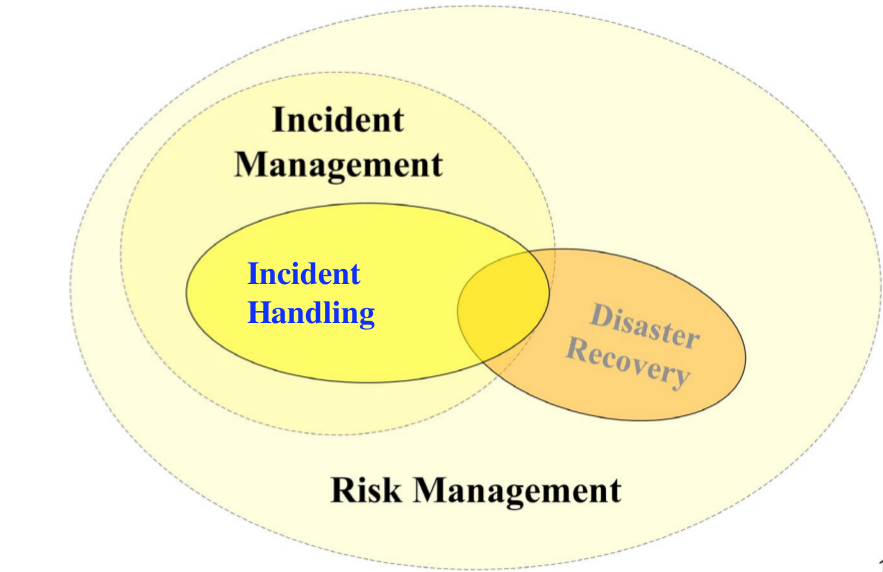 Incident
Management
Incident
Handling
Disaster
Recovery
Risk Management